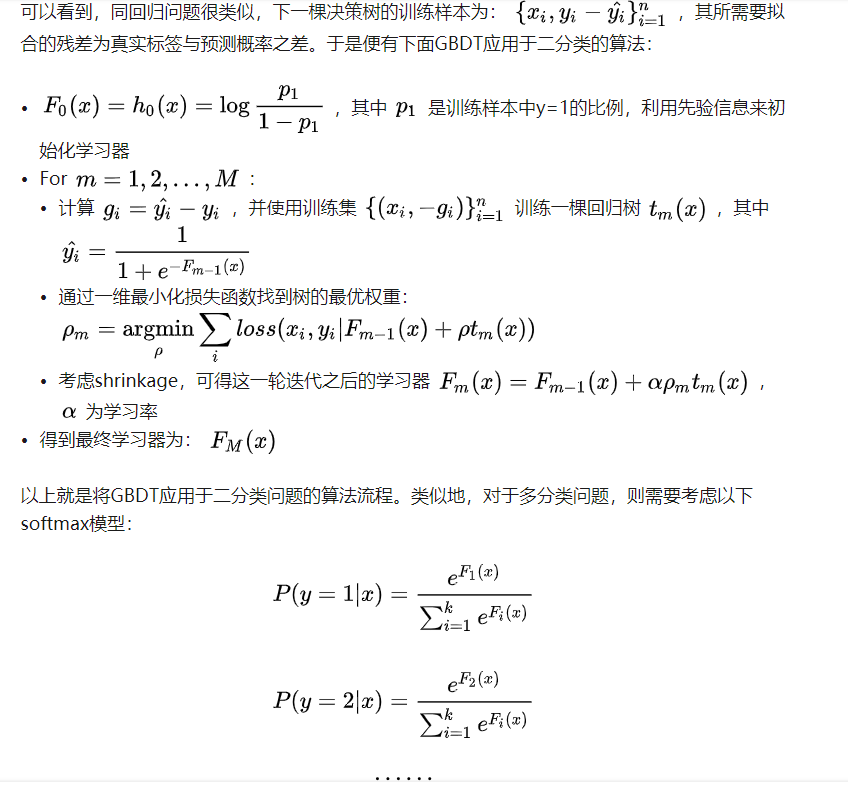 可以看到，同回归问题很类似，下一棵决策树的训练样本为： $\{x_i, y_i - \hat{y_i}\}_{i=1}^n$ ，其所需要拟
合的残差为真实标签与预测概率之差。于是便有下面GBDT应用于二分类的算法：
• $F_0(x) = h_0(x) = \log \frac{p_1}{1-p_1}$ ，其中 $p_1$ 是训练样本中y=1的比例，利用先验信息来初
始化学习器
• For $m = 1, 2, \ldots, M$ ：
• 计算 $g_i = \hat{y_i} - y_i$ ，并使用训练集 $\{(x_i, -g_i)\}_{i=1}^n$ 训练一棵回归树 $t_m(x)$ ，其中
$\hat{y_i} = \frac{1}{1+e^{-F_{m-1}(x)}}$
• 通过一维最小化损失函数找到树的最优权重：
$\rho_m = \underset{\rho}{\operatorname{argmin}} \sum_i loss(x_i, y_i | F_{m-1}(x) + \rho t_m(x))$
• 考虑shrinkage，可得这一轮迭代之后的学习器 $F_m(x) = F_{m-1}(x) + \alpha \rho_m t_m(x)$ ，
$\alpha$ 为学习率
• 得到最终学习器为： $F_M(x)$
以上就是将GBDT应用于二分类问题的算法流程。类似地，对于多分类问题，则需要考虑以下
softmax模型：
$P(y = 1|x) = \frac{e^{F_1(x)}}{\sum_{i=1}^k e^{F_i(x)}}$
$P(y = 2|x) = \frac{e^{F_2(x)}}{\sum_{i=1}^k e^{F_i(x)}}$
......